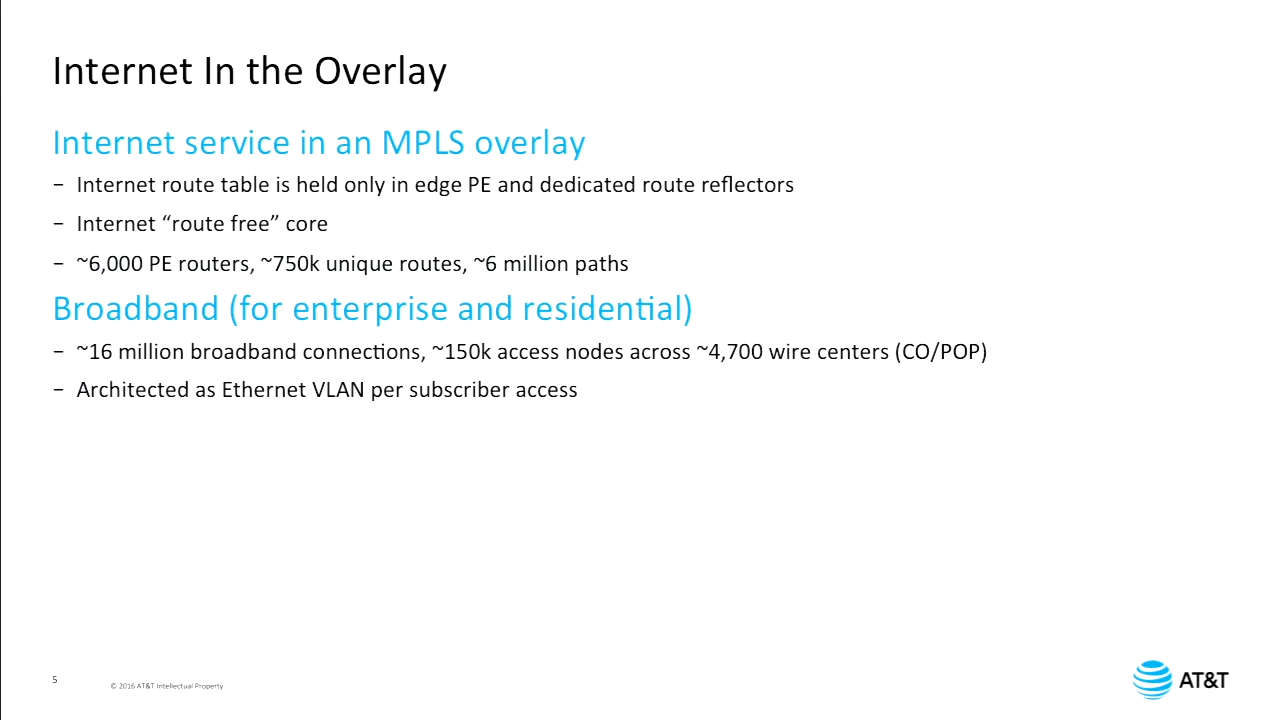 Internet In the Overlay
Internet service in an MPLS overlay
− Internet route table is held only in edge PE and dedicated route reflectors
− Internet “route free” core
− ~6,000 PE routers, ~750k unique routes, ~6 million paths
Broadband (for enterprise and residential)
− ~16 million broadband connections, ~150k access nodes across ~4,700 wire centers (CO/POP)
− Architected as Ethernet VLAN per subscriber access
5
© 2016 AT&T Intellectual Property.
AT&T